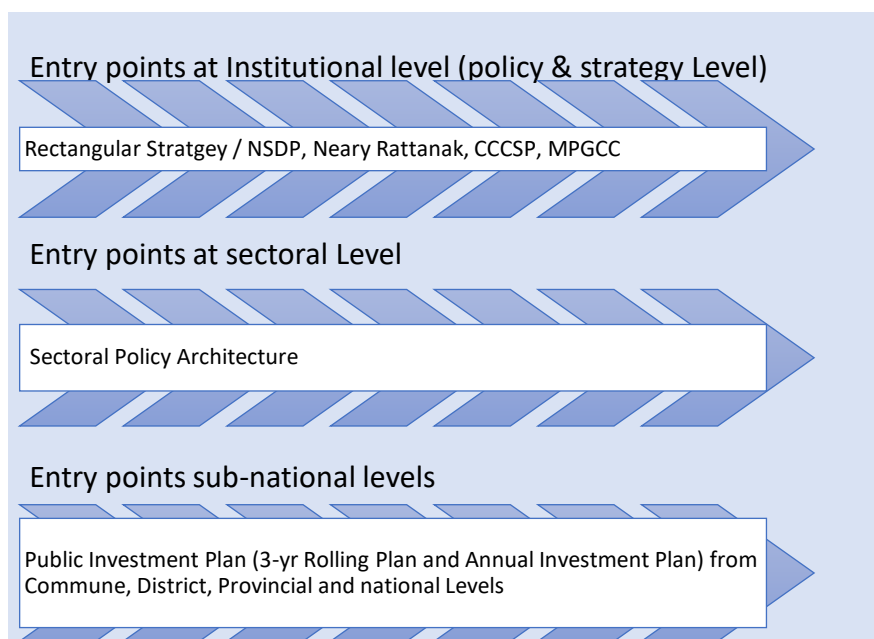 Entry points at Institutional level (policy & strategy Level)
Rectangular Stratgey / NSDP, Neary Rattanak, CCCSP, MPGCC
Entry points at sectoral Level
Sectoral Policy Architecture
Entry points sub-national levels
Public Investment Plan (3-yr Rolling Plan and Annual Investment Plan) from
Commune, District, Provincial and national Levels